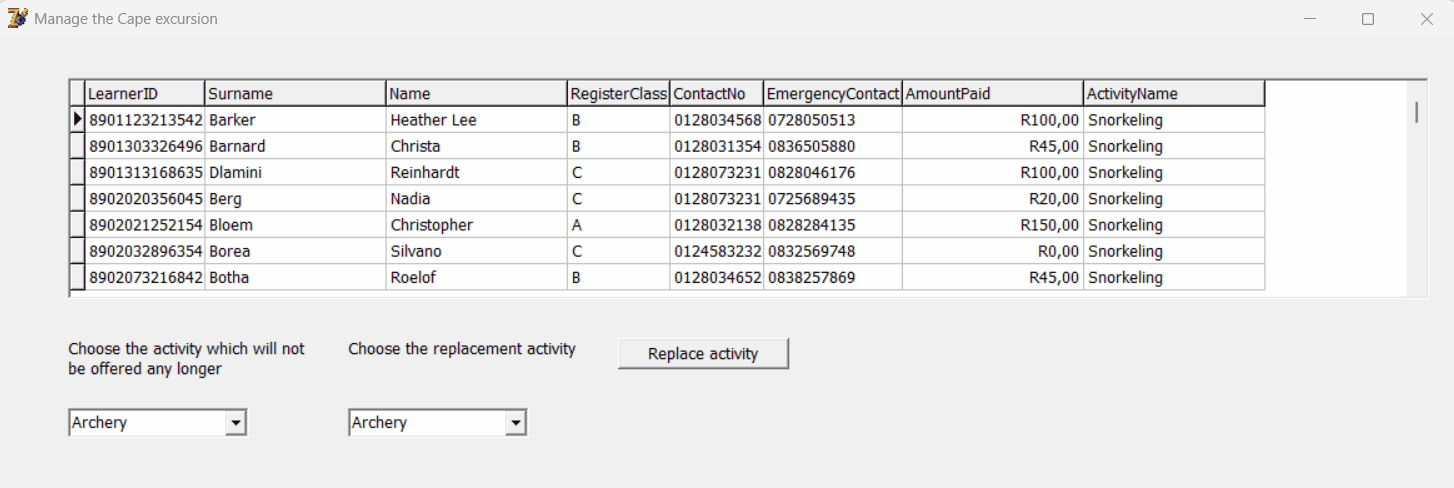 Manage the Cape excursion
LearnerID Surname Name RegisterClass ContactNo EmergencyContact AmountPaid ActivityName
8901123213542 Barker Heather Lee B 0128034568 0728050513 R100,00 Snorkeling
8901303326496 Barnard Christa B 0128031354 0836505880 R45,00 Snorkeling
8901313168635 Dlamini Reinhardt C 0128073231 0828046176 R100,00 Snorkeling
8902020356045 Berg Nadia C 0128073231 0725689435 R20,00 Snorkeling
8902021252154 Bloem Christopher A 0128032138 0828284135 R150,00 Snorkeling
8902032896354 Borea Silvano C 0124583232 0832569748 R0,00 Snorkeling
8902073216842 Botha Roelof B 0128034652 0838257869 R45,00 Snorkeling
Choose the activity which will not
be offered any longer
Choose the replacement activity
Replace activity
Archery
Archery